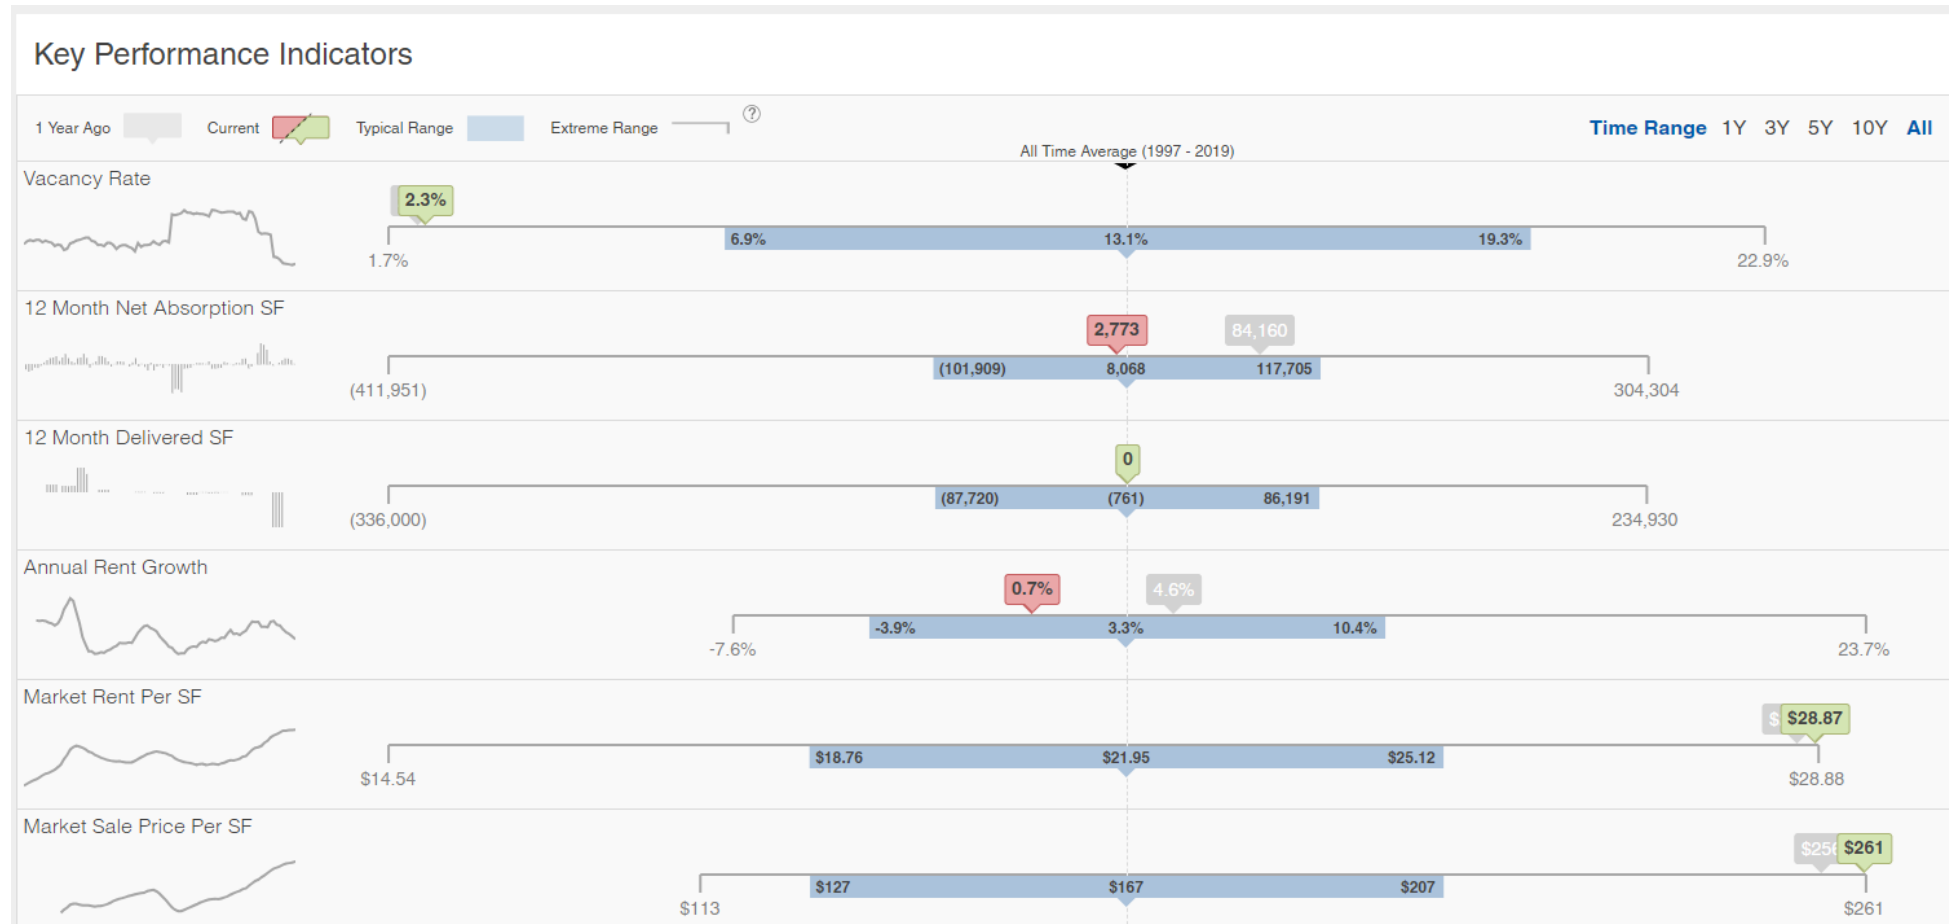 Key Performance Indicators
1 Year Ago Current Typical Range Extreme Range ? Time Range 1Y 3Y 5Y 10Y All
All Time Average (1997 - 2019)
Vacancy Rate
2.3%
6.9% 13.1% 19.3%
1.7% 22.9%
12 Month Net Absorption SF
2,773 84,160
(101,909) 8,068 117,705
(411,951) 304,304
12 Month Delivered SF
0
(87,720) (761) 86,191
(336,000) 234,930
Annual Rent Growth
0.7% 4.6%
-3.9% 3.3% 10.4%
-7.6% 23.7%
Market Rent Per SF
$ $28.87
$18.76 $21.95 $25.12
$14.54 $28.88
Market Sale Price Per SF
$261
$127 $167 $207
$113 $261